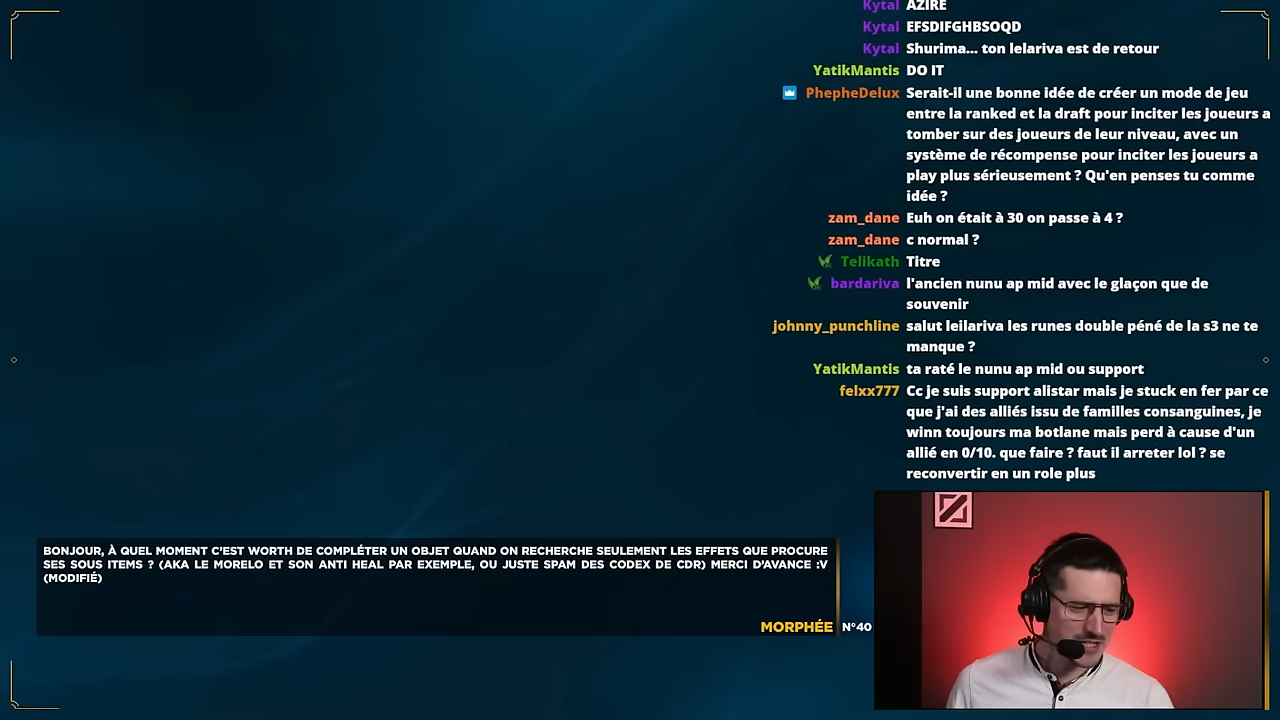 Kytal AZIRE
Kytal EFSDIFGHBSOQD
Kytal Shurima... ton lelariva est de retour
YatikMantis DO IT
PhepheDelux Serait-il une bonne idée de créer un mode de jeu
entre la ranked et la draft pour inciter les joueurs a
tomber sur des joueurs de leur niveau, avec un
système de récompense pour inciter les joueurs a
play plus sérieusement ? Qu'en penses tu comme
idée ?
zam_dane Euh on était à 30 on passe à 4 ?
zam_dane c normal ?
Telikath Titre
bardariva l'ancien nunu ap mid avec le glaçon que de
souvenir
johnny_punchline salut leilariva les runes double péné de la s3 ne te
manque ?
YatikMantis ta raté le nunu ap mid ou support
felxx777 Cc je suis support alistar mais je stuck en fer par ce
que j'ai des alliés issu de familles consanguines, je
winn toujours ma botlane mais perd à cause d'un
allié en 0/10. que faire ? faut il arreter lol ? se
reconvertir en un role plus
BONJOUR, À QUEL MOMENT C'EST WORTH DE COMPLÉTER UN OBJET QUAND ON RECHERCHE SEULEMENT LES EFFETS QUE PROCURE
SES SOUS ITEMS ? (AKA LE MORELO ET SON ANTI HEAL PAR EXEMPLE, OU JUSTE SPAM DES CODEX DE CDR) MERCI D'AVANCE :V
(MODIFIÉ)
MORPHÉE N°40